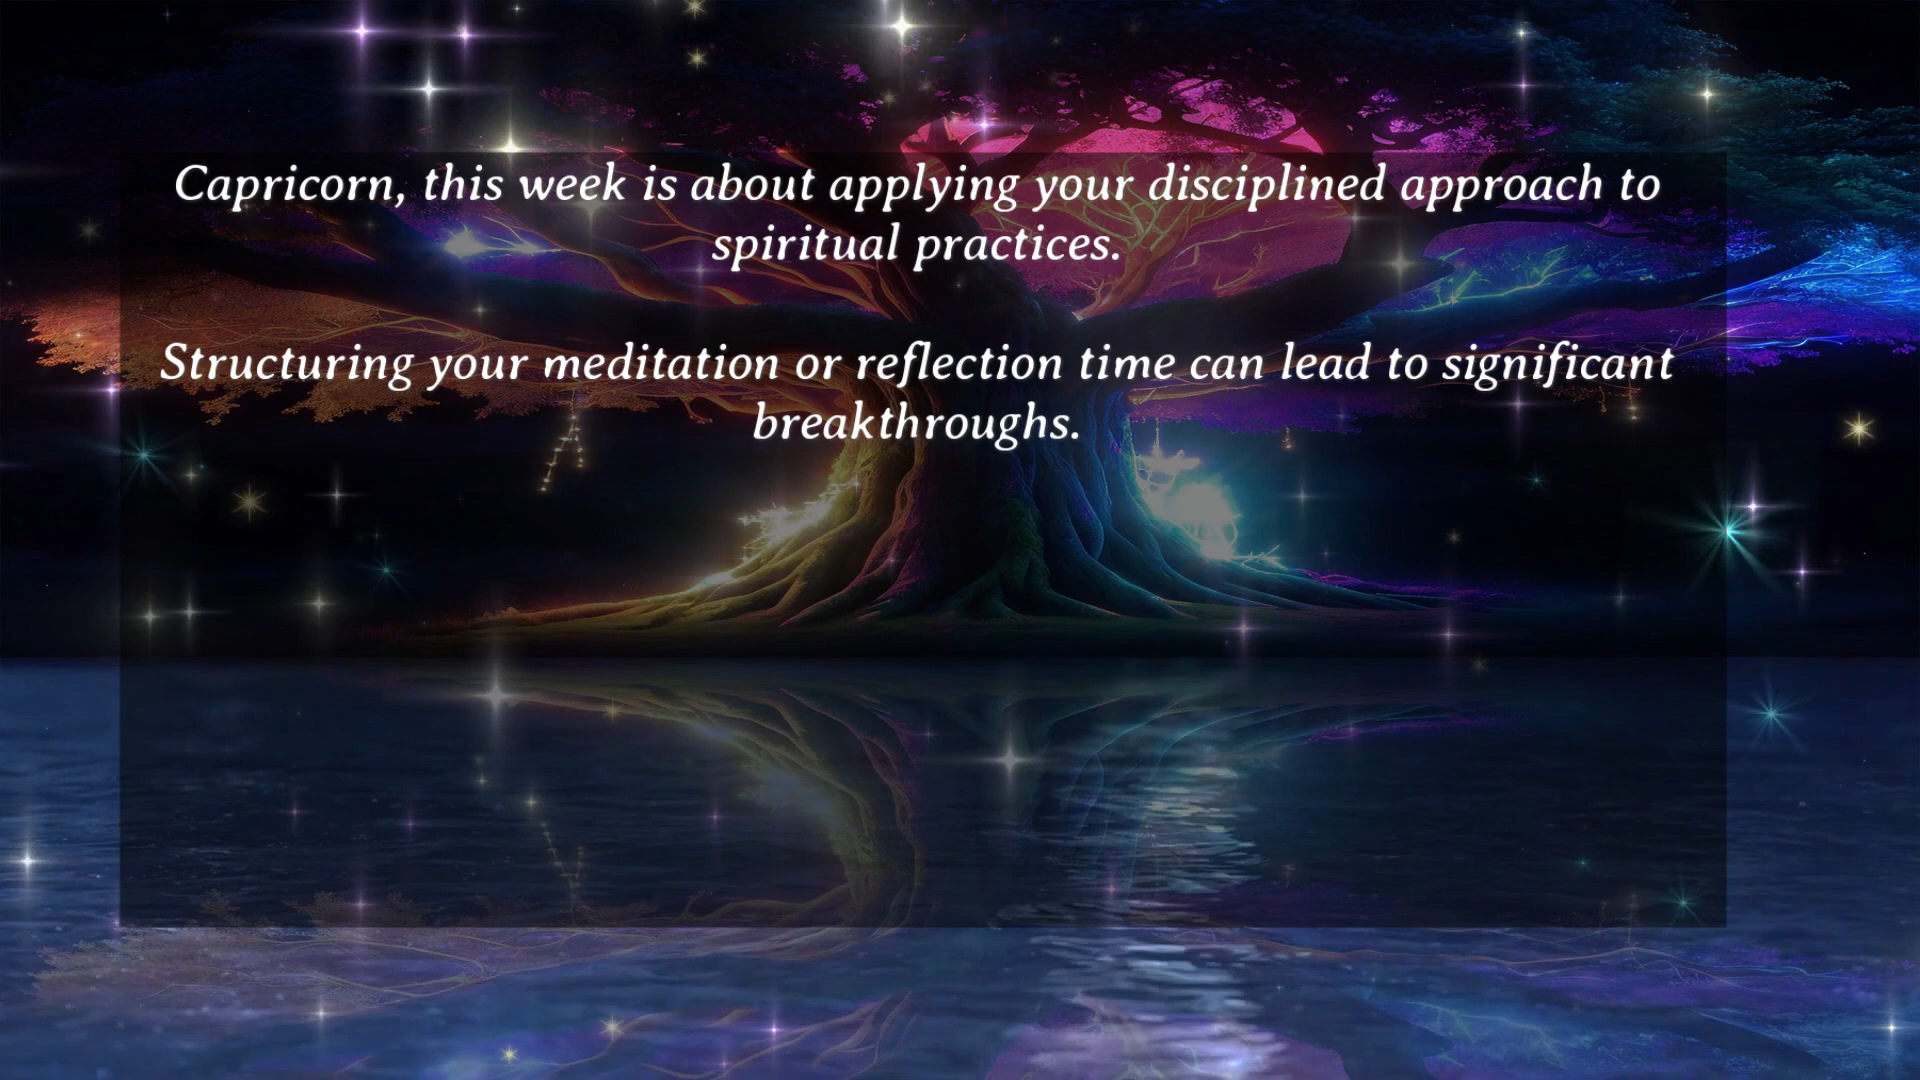 Capricorn, this week is about applying your disciplined approach to
spiritual practices.
Structuring your meditation or reflection time can lead to significant
breakthroughs.